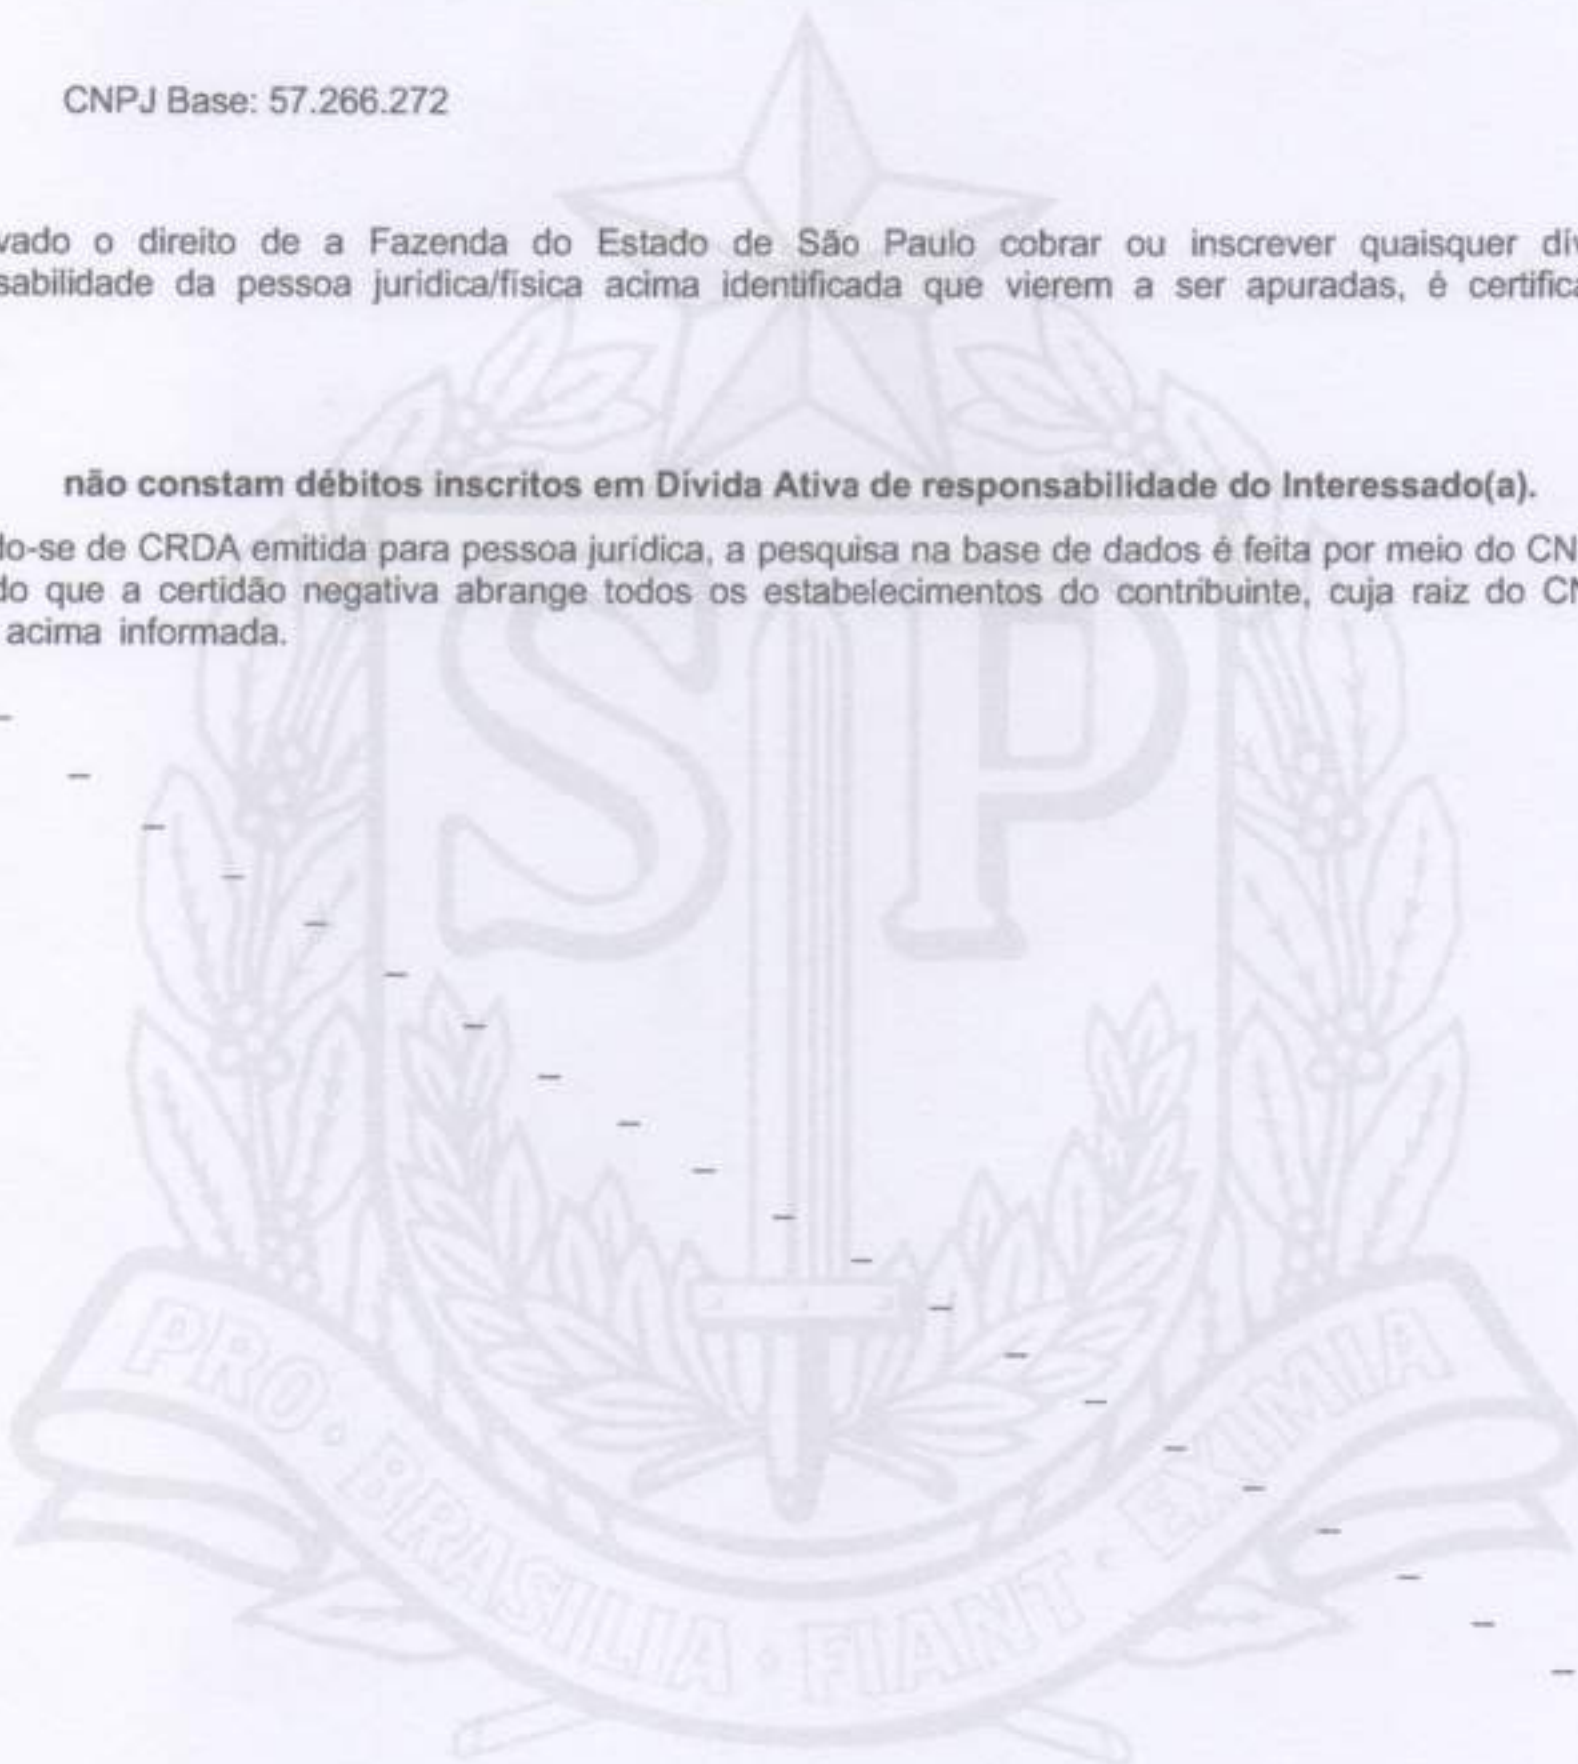 CNPJ Base: 57.266.272
vado o direito de a Fazenda do Estado de São Paulo cobrar ou inscrever quaisquer dív
sabilidade da pessoa jurídica/física acima identificada que vierem a ser apuradas, é certifica
não constam débitos inscritos em Dívida Ativa de responsabilidade do Interessado(a).
do-se de CRDA emitida para pessoa jurídica, a pesquisa na base de dados é feita por meio do CN
do que a certidão negativa abrange todos os estabelecimentos do contribuinte, cuja raiz do CN
acima informada.
S P
PRO · BRASILIA · FIANT · EXIMIA